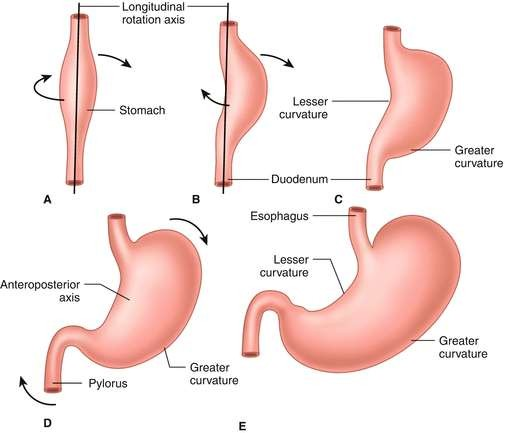 Longitudinal
rotation axis
Stomach
Lesser
curvature
Greater
curvature
Duodenum
A
B
C
Esophagus
Anteroposterior
axis
Lesser
curvature
Greater
curvature
Greater
curvature
Pylorus
D
E